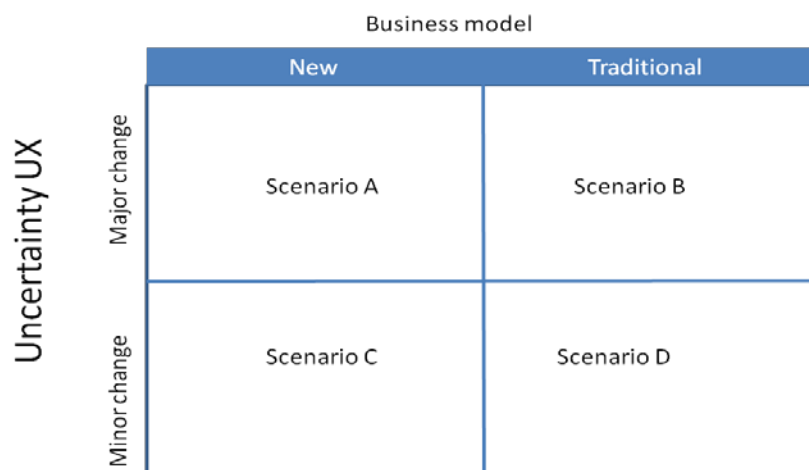 Business model
New Traditional
Uncertainty UX
Major change
Scenario A Scenario B
Minor change
Scenario C Scenario D